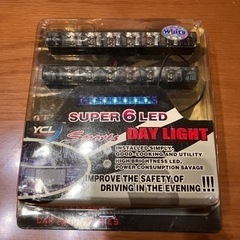 White
SUPER 6 LED
YCL
DAY LIGHT
INSTALLED SIMPLY,
GOOD-LOOKING AND UTILITY
HIGH BRIGHTNESS LED,
POWER CONSUMPTION SAVAGE
IMPROVE THE SAFETY OF
DRIVING IN THE EVENING!!!